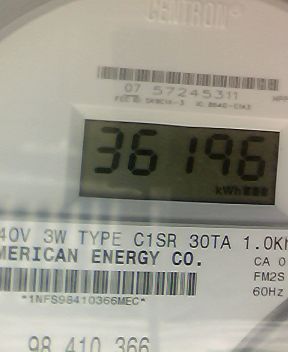 CENTRON
07 57245311
36196
kWh
40V 3W TYPE C1SR 30TA 1.0Kh
MERICAN ENERGY CO.
CA 0
FM2S
60Hz
*1NFS98410366MEC*
98 410 366